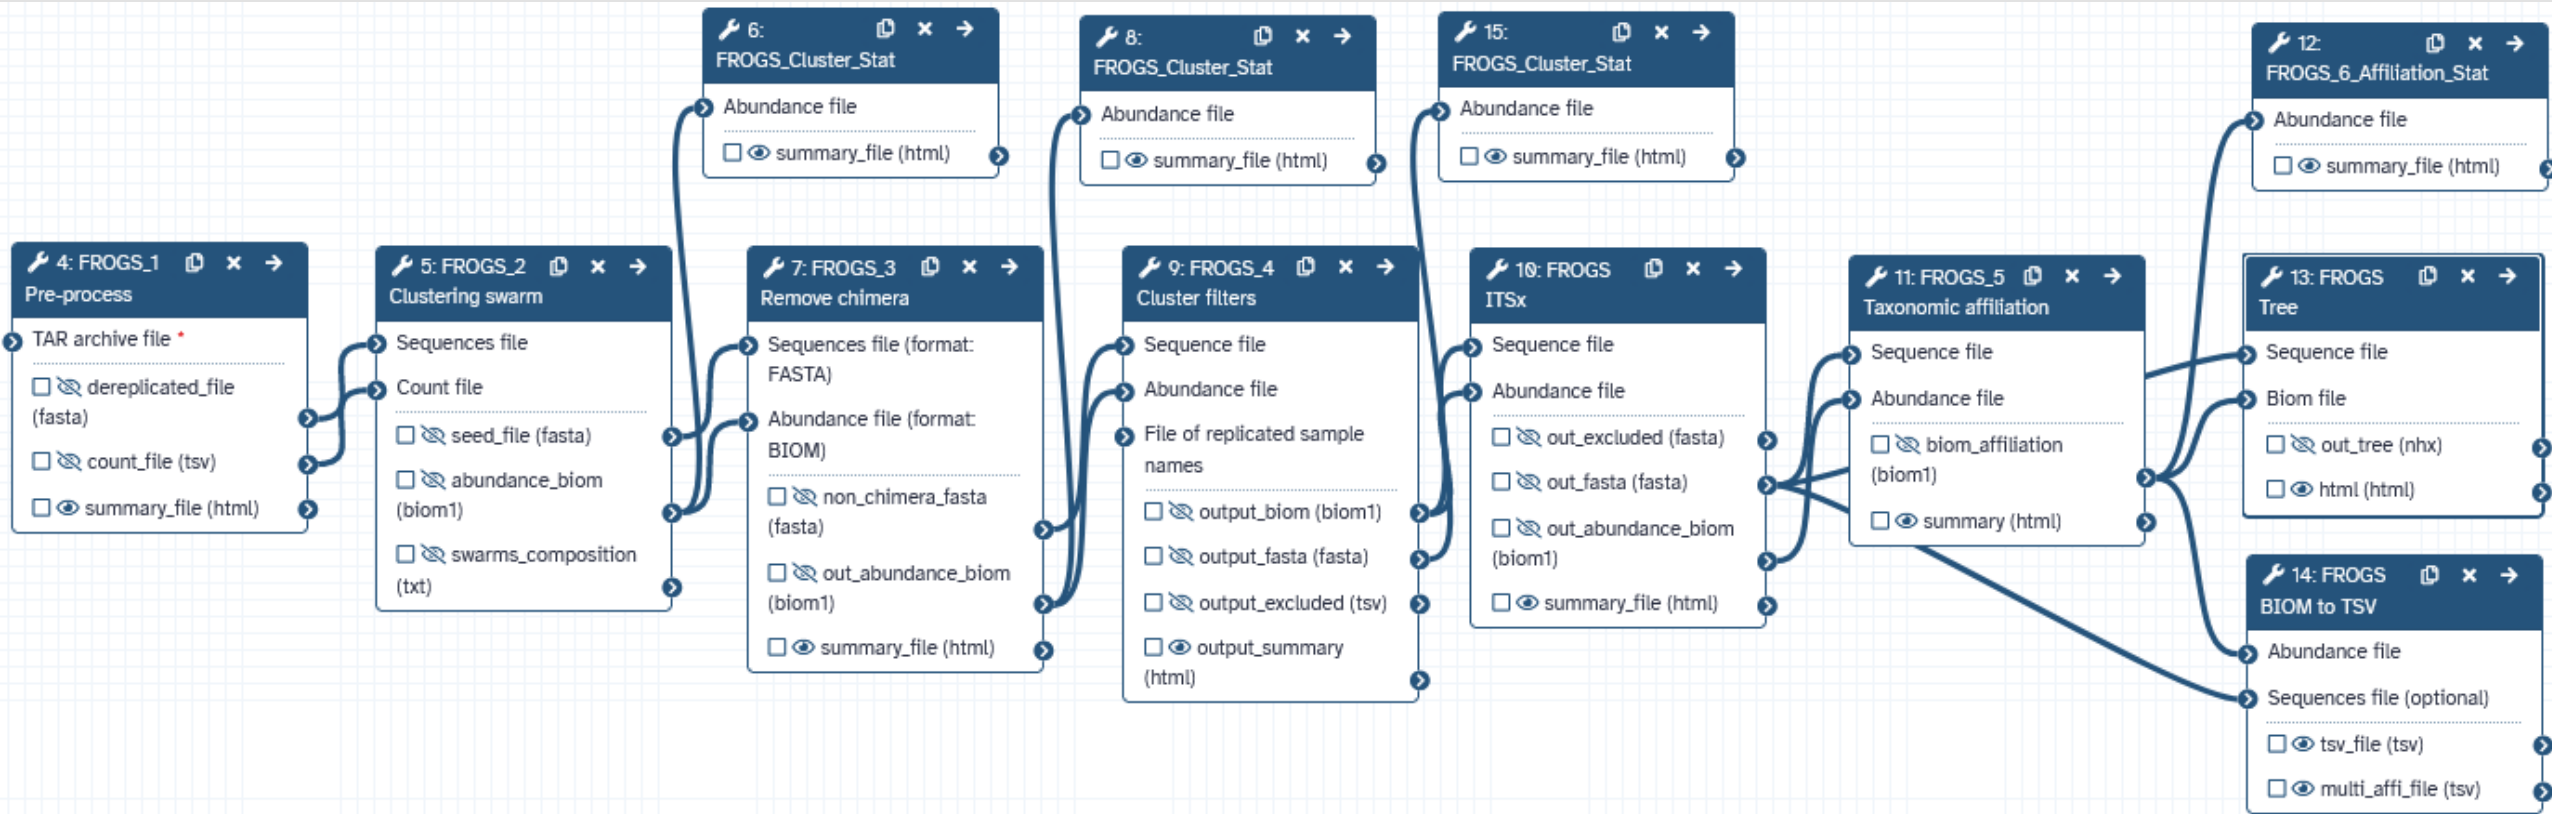 6:
FROGS_Cluster_Stat
Abundance file
summary_file (html)
8:
FROGS_Cluster_Stat
Abundance file
summary_file (html)
15:
FROGS_Cluster_Stat
Abundance file
summary_file (html)
12:
FROGS_6_Affiliation_Stat
Abundance file
summary_file (html)
4: FROGS_1
Pre-process
TAR archive file *
dereplicated_file
(fasta)
count_file (tsv)
summary_file (html)
5: FROGS_2
Clustering swarm
Sequences file
Count file
seed_file (fasta)
abundance_biom
(biom1)
swarms_composition
(txt)
7: FROGS_3
Remove chimera
Sequences file (format:
FASTA)
Abundance file (format:
BIOM)
non_chimera_fasta
(fasta)
out_abundance_biom
(biom1)
summary_file (html)
9: FROGS_4
Cluster filters
Sequence file
Abundance file
File of replicated sample
names
output_biom (biom1)
output_fasta (fasta)
output_excluded (tsv)
output_summary
(html)
10: FROGS
ITSx
Sequence file
Abundance file
out_excluded (fasta)
out_fasta (fasta)
out_abundance_biom
(biom1)
summary_file (html)
11: FROGS_5
Taxonomic affiliation
Sequence file
Abundance file
biom_affiliation
(biom1)
summary (html)
13: FROGS
Tree
Sequence file
Biom file
out_tree (nhx)
html (html)
14: FROGS
BIOM to TSV
Abundance file
Sequences file (optional)
tsv_file (tsv)
multi_affi_file (tsv)